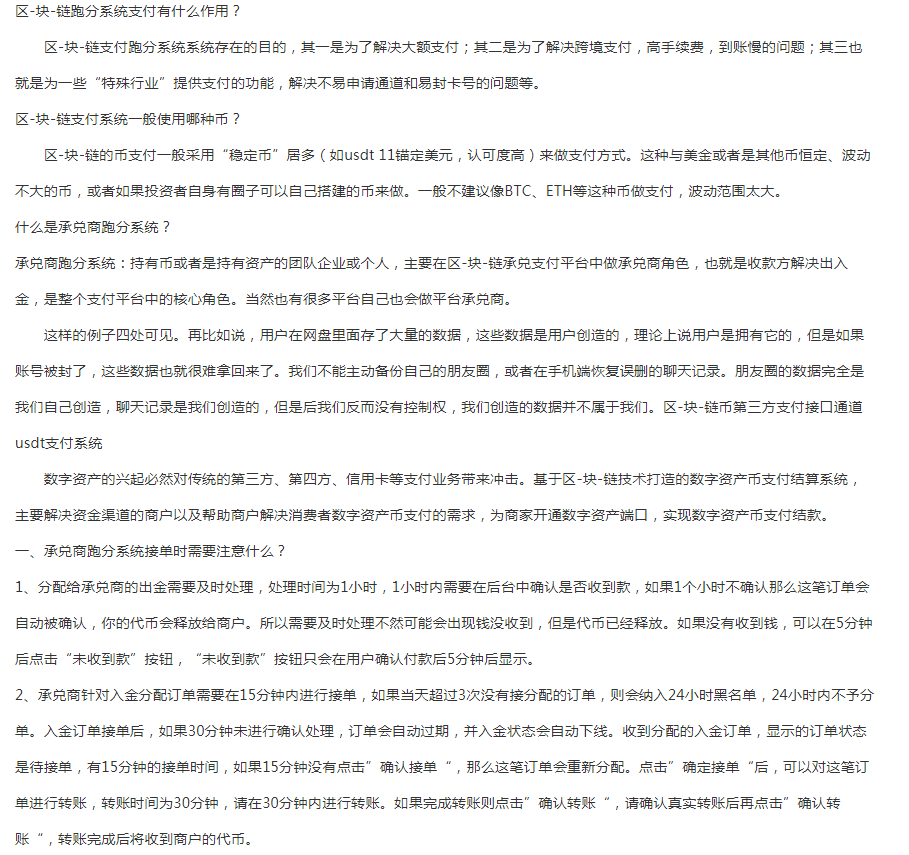 区-块-链跑分系统支付有什么作用？
区-块-链支付跑分系统系统存在的目的，其一是为了解决大额支付；其二是为了解决跨境支付，高手续费，到账慢的问题；其三也
就是为一些“特殊行业”提供支付的功能，解决不易申请通道和易封卡号的问题等。
区-块-链支付系统一般使用哪种币？
区-块-链的币支付一般采用“稳定币”居多（如usdt 11锚定美元，认可度高）来做支付方式。这种与美金或者是其他币恒定、波动
不大的币，或者如果投资者自身有圈子可以自己搭建的币来做。一般不建议像BTC、ETH等这种币做支付，波动范围太大。
什么是承兑商跑分系统？
承兑商跑分系统：持有币或者是持有资产的团队企业或个人，主要在区-块-链承兑支付平台中做承兑商角色，也就是收款方解决出入
金，是整个支付平台中的核心角色。当然也有很多平台自己也会做平台承兑商。
这样的例子四处可见。再比如说，用户在网盘里面存了大量的数据，这些数据是用户创造的，理论上说用户是拥有它的，但是如果
账号被封了，这些数据也就很难拿回来了。我们不能主动备份自己的朋友圈，或者在手机端恢复误删的聊天记录。朋友圈的数据完全是
我们自己创造，聊天记录是我们创造的，但是后我们反而没有控制权，我们创造的数据并不属于我们。区-块-链币第三方支付接口通道
usdt支付系统
数字资产的兴起必然对传统的第三方、第四方、信用卡等支付业务带来冲击。基于区-块-链技术打造的数字资产币支付结算系统，
主要解决资金渠道的商户以及帮助商户解决消费者数字资产币支付的需求，为商家开通数字资产端口，实现数字资产币支付结款。
一、承兑商跑分系统接单时需要注意什么？
1、分配给承兑商的出金需要及时处理，处理时间为1小时，1小时内需要在后台中确认是否收到款，如果1个小时不确认那么这笔订单会
自动被确认，你的代币会释放给商户。所以需要及时处理不然可能会出现钱没收到，但是代币已经释放。如果没有收到钱，可以在5分钟
后点击“未收到款”按钮，“未收到款”按钮只会在用户确认付款后5分钟后显示。
2、承兑商针对入金分配订单需要在15分钟内进行接单，如果当天超过3次没有接分配的订单，则会纳入24小时黑名单，24小时内不予分
单。入金订单接单后，如果30分钟未进行确认处理，订单会自动过期，并入金状态会自动下线。收到分配的入金订单，显示的订单状态
是待接单，有15分钟的接单时间，如果15分钟没有点击”确认接单“，那么这笔订单会重新分配。点击”确定接单“后，可以对这笔订
单进行转账，转账时间为30分钟，请在30分钟内进行转账。如果完成转账则点击”确认转账“，请确认真实转账后再点击”确认转
账“，转账完成后将收到商户的代币。